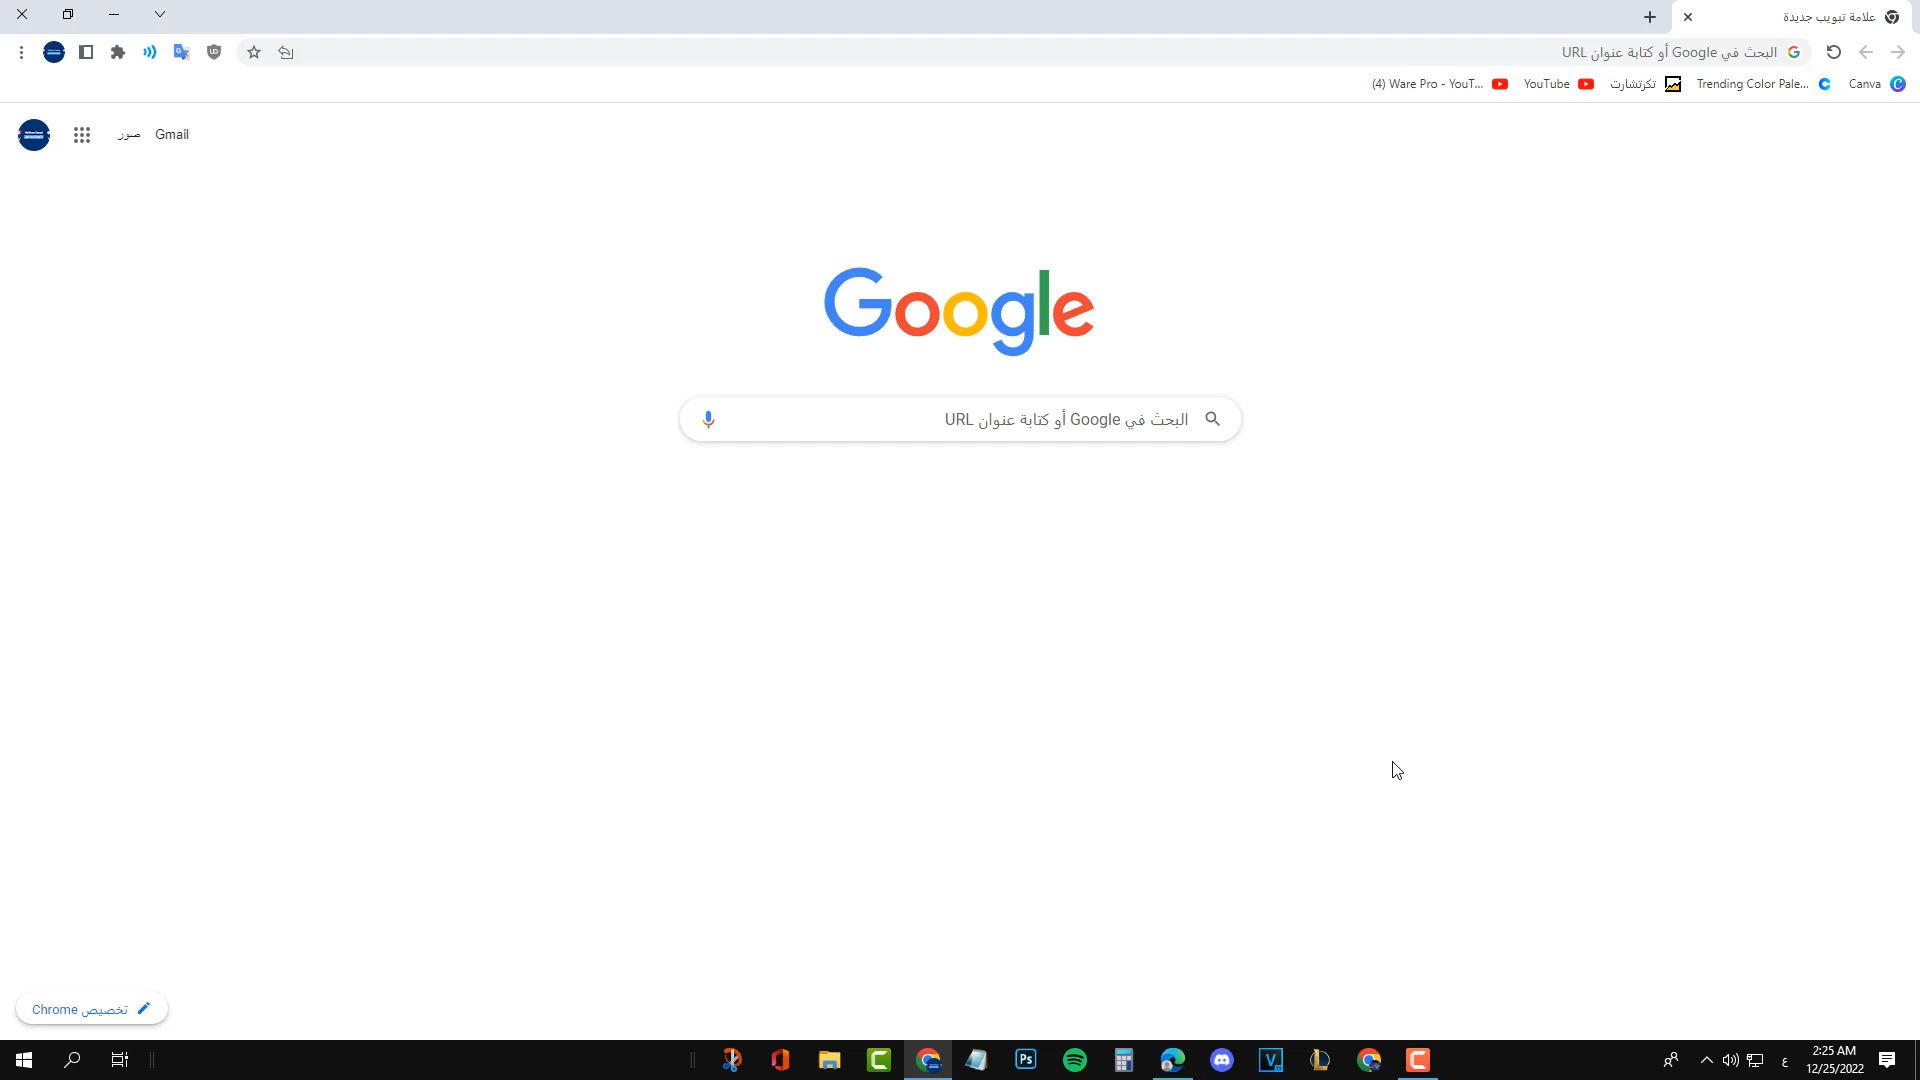 علامة تبويب جديدة
البحث في Google أو كتابة عنوان URL
Canva
Trending Color Pale...
تكرتشارت
YouTube
(4) Ware Pro - YouT...
Gmail
صور
Google
البحث في Google أو كتابة عنوان URL
تخصيص Chrome
Ps
V
ع
2:25 AM
12/25/2022